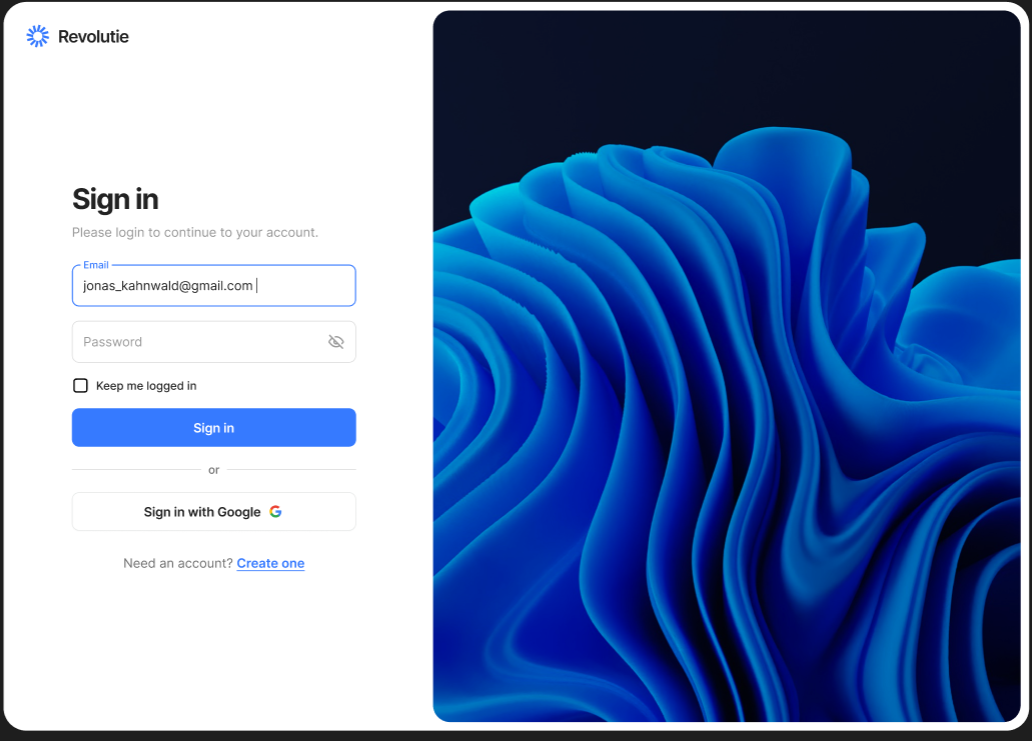 Revolutie
Sign in
Please login to continue to your account.
Email
jonas_kahnwald@gmail.com
Password
Keep me logged in
Sign in
or
Sign in with Google
Need an account? Create one